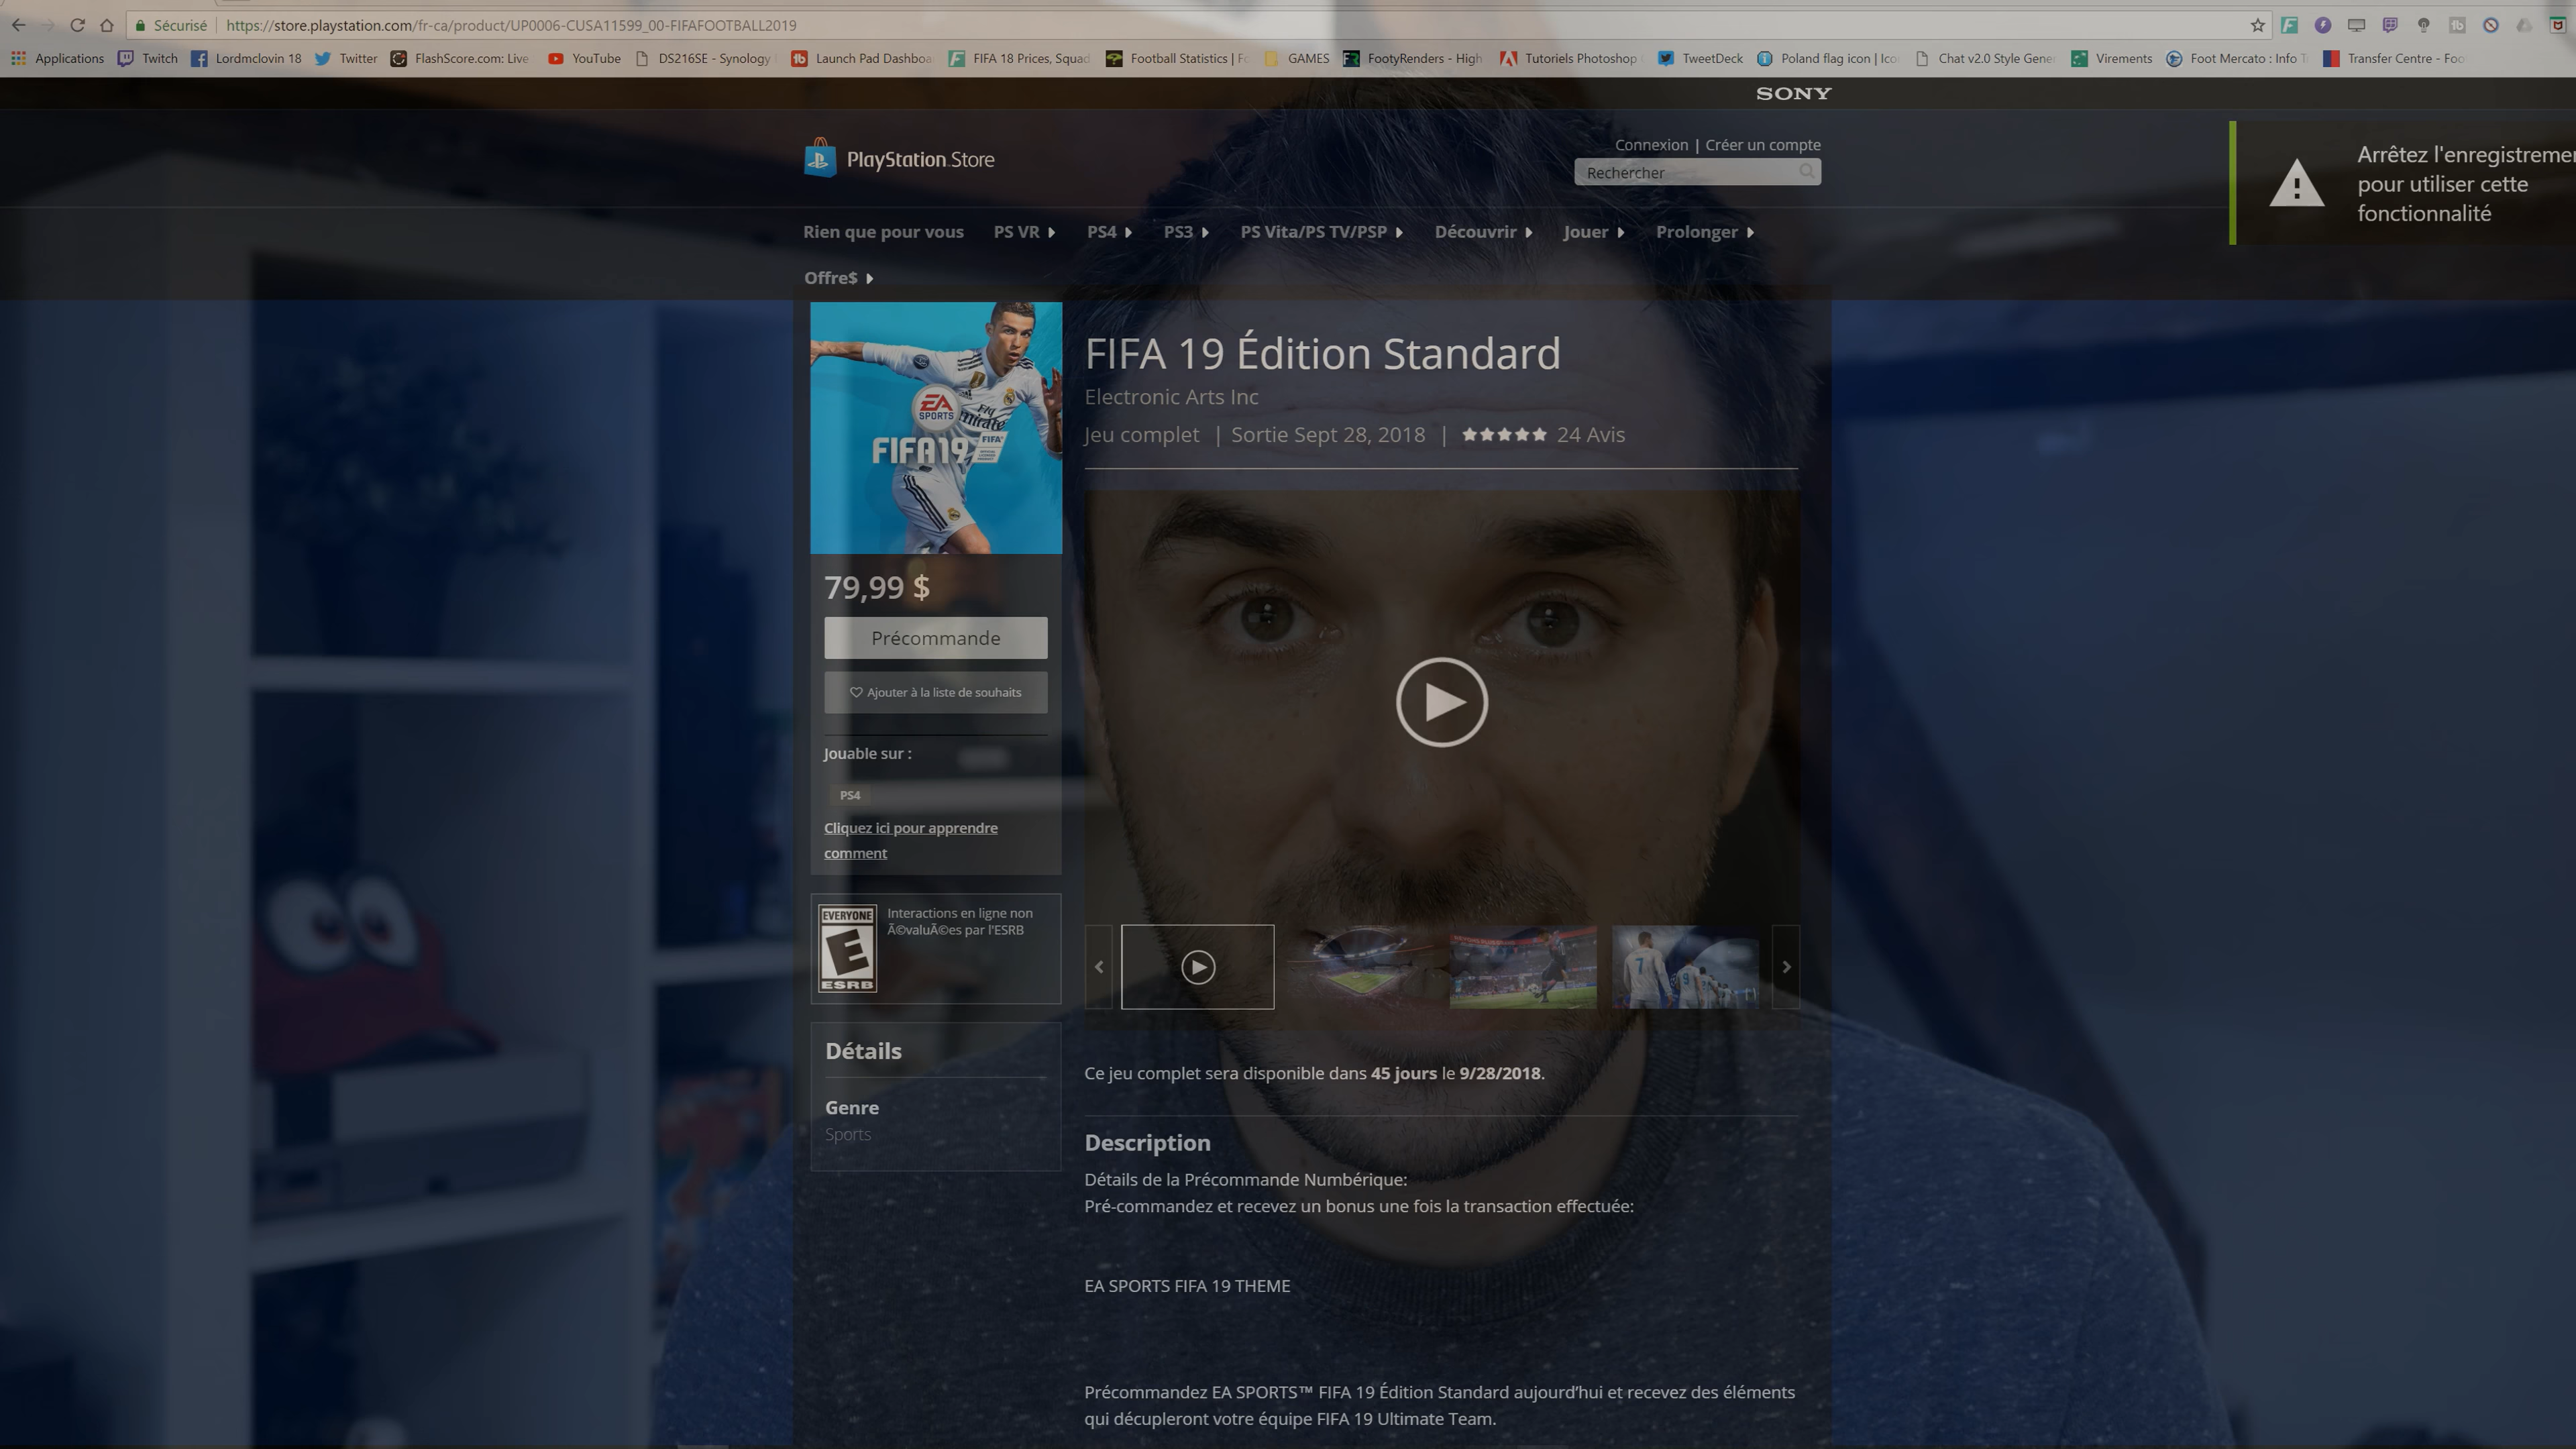 Sécurisé
https://store.playstation.com/fr-ca/product/UP0006-CUSA11599_00-FIFAFOOTBALL2019
Applications Twitch Lordmclovin 18 Twitter FlashScore.com: Live YouTube DS216SE - Synology Launch Pad Dashboa FIFA 18 Prices, Squad Football Statistics | Fo GAMES FootyRenders - High Tutoriels Photoshop TweetDeck Poland flag icon | Ico Chat v2.0 Style Gene Virements Foot Mercato : Info T Transfer Centre - Foo
SONY
PlayStation Store
Connexion | Créer un compte
Rechercher
Arrêtez l'enregistreme
pour utiliser cette
fonctionnalité
Rien que pour vous PS VR PS4 PS3 PS Vita/PS TV/PSP Découvrir Jouer Prolonger
Offre$
Fly
Emirates
EA
SPORTS
FIFA19
FIFA
FIFA 19 Édition Standard
Electronic Arts Inc
Jeu complet | Sortie Sept 28, 2018 | 24 Avis
79,99 $
Précommande
Ajouter à la liste de souhaits
Jouable sur :
PS4
Cliquez ici pour apprendre
comment
EVERYONE
E
ESRB
Interactions en ligne non
Ã©valuÃ©es par l'ESRB
7
9
Détails
Genre
Sports
Ce jeu complet sera disponible dans 45 jours le 9/28/2018.
Description
Détails de la Précommande Numbérique:
Pré-commandez et recevez un bonus une fois la transaction effectuée:
EA SPORTS FIFA 19 THEME
Précommandez EA SPORTS™ FIFA 19 Édition Standard aujourd'hui et recevez des éléments
qui décupleront votre équipe FIFA 19 Ultimate Team.